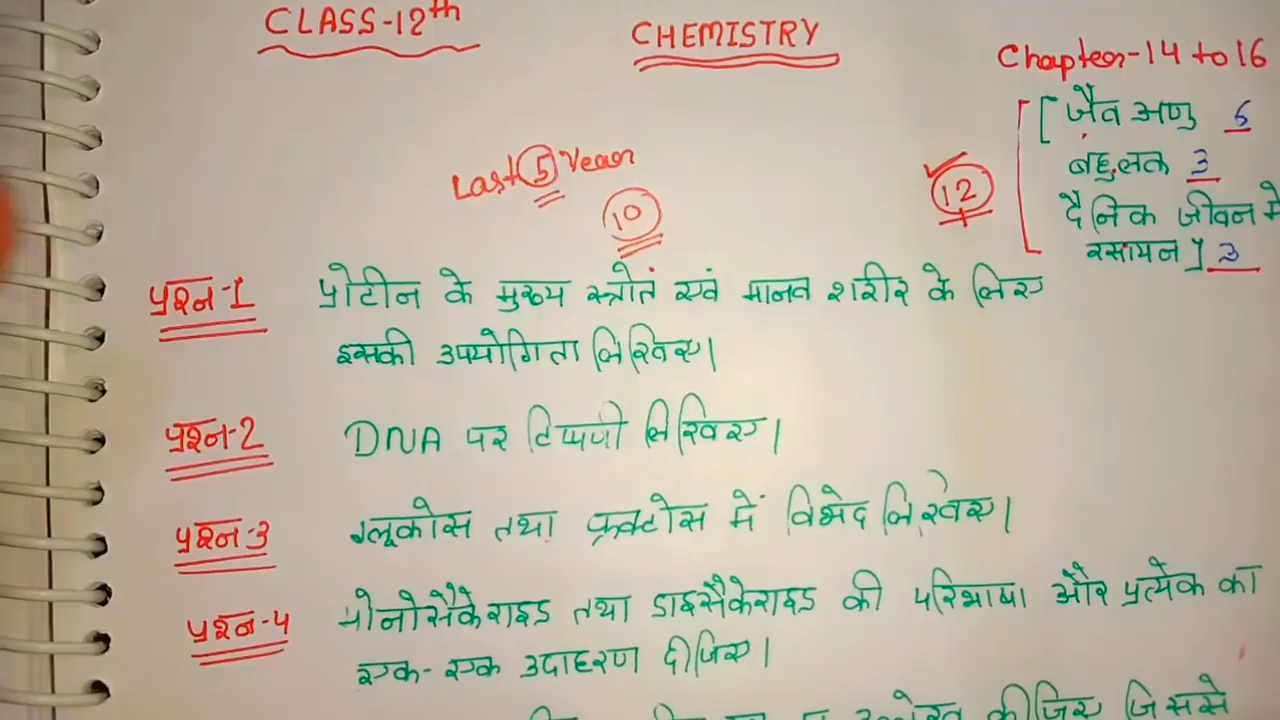 CLASS-12th CHEMISTRY
Chapter-14 to 16
[जैव अणु 6
बहुलक 3
दैनिक जीवन मे
रसायन] 3
12
Last 5 Year
10
प्रश्न-1 प्रोटीन के मुख्य स्त्रोतं एवं मानव शरीर के लिए
इसकी उपयोगिता लिखिए।
प्रश्न-2 DNA पर टिप्पणी लिखिए।
प्रश्न-3 ग्लूकोस तथा फ्रक्टोस में विभेद लिखिए।
प्रश्न-4 मोनोसैकेराइड तथा डाइसैकेराइड की परिभाषा और प्रत्येक का
एक-एक उदाहरण दीजिए।
कीजिए जिससे